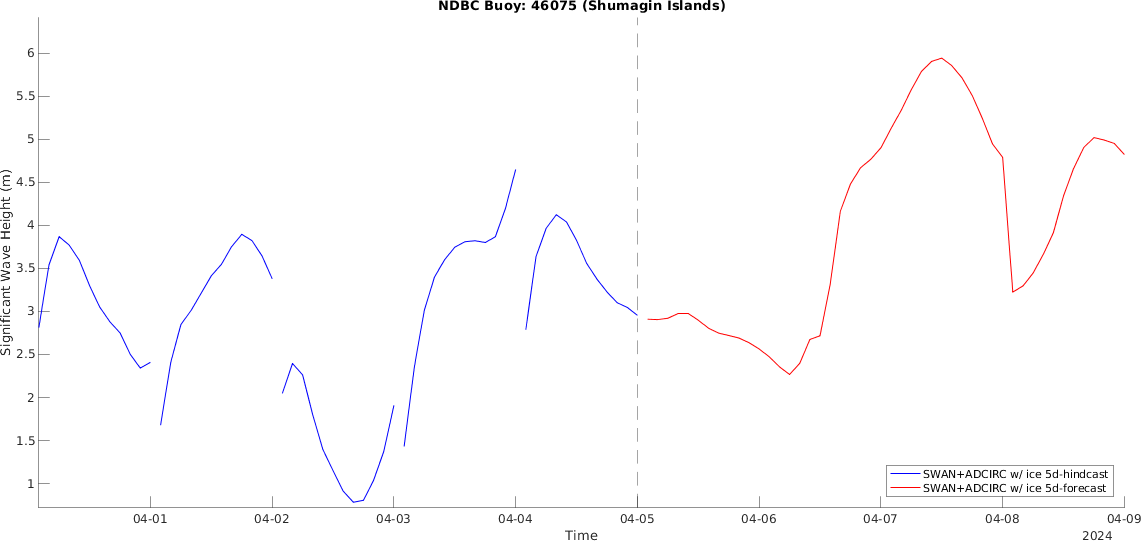 NDBC Buoy: 46075 (Shumagin Islands)
Significant Wave Height (m)
6
5.5
5
4.5
4
3.5
3
2.5
2
1.5
1
SWAN+ADCIRC w/ ice 5d-hindcast
SWAN+ADCIRC w/ ice 5d-forecast
04-01 04-02 04-03 04-04 04-05 04-06 04-07 04-08 04-09
Time
2024